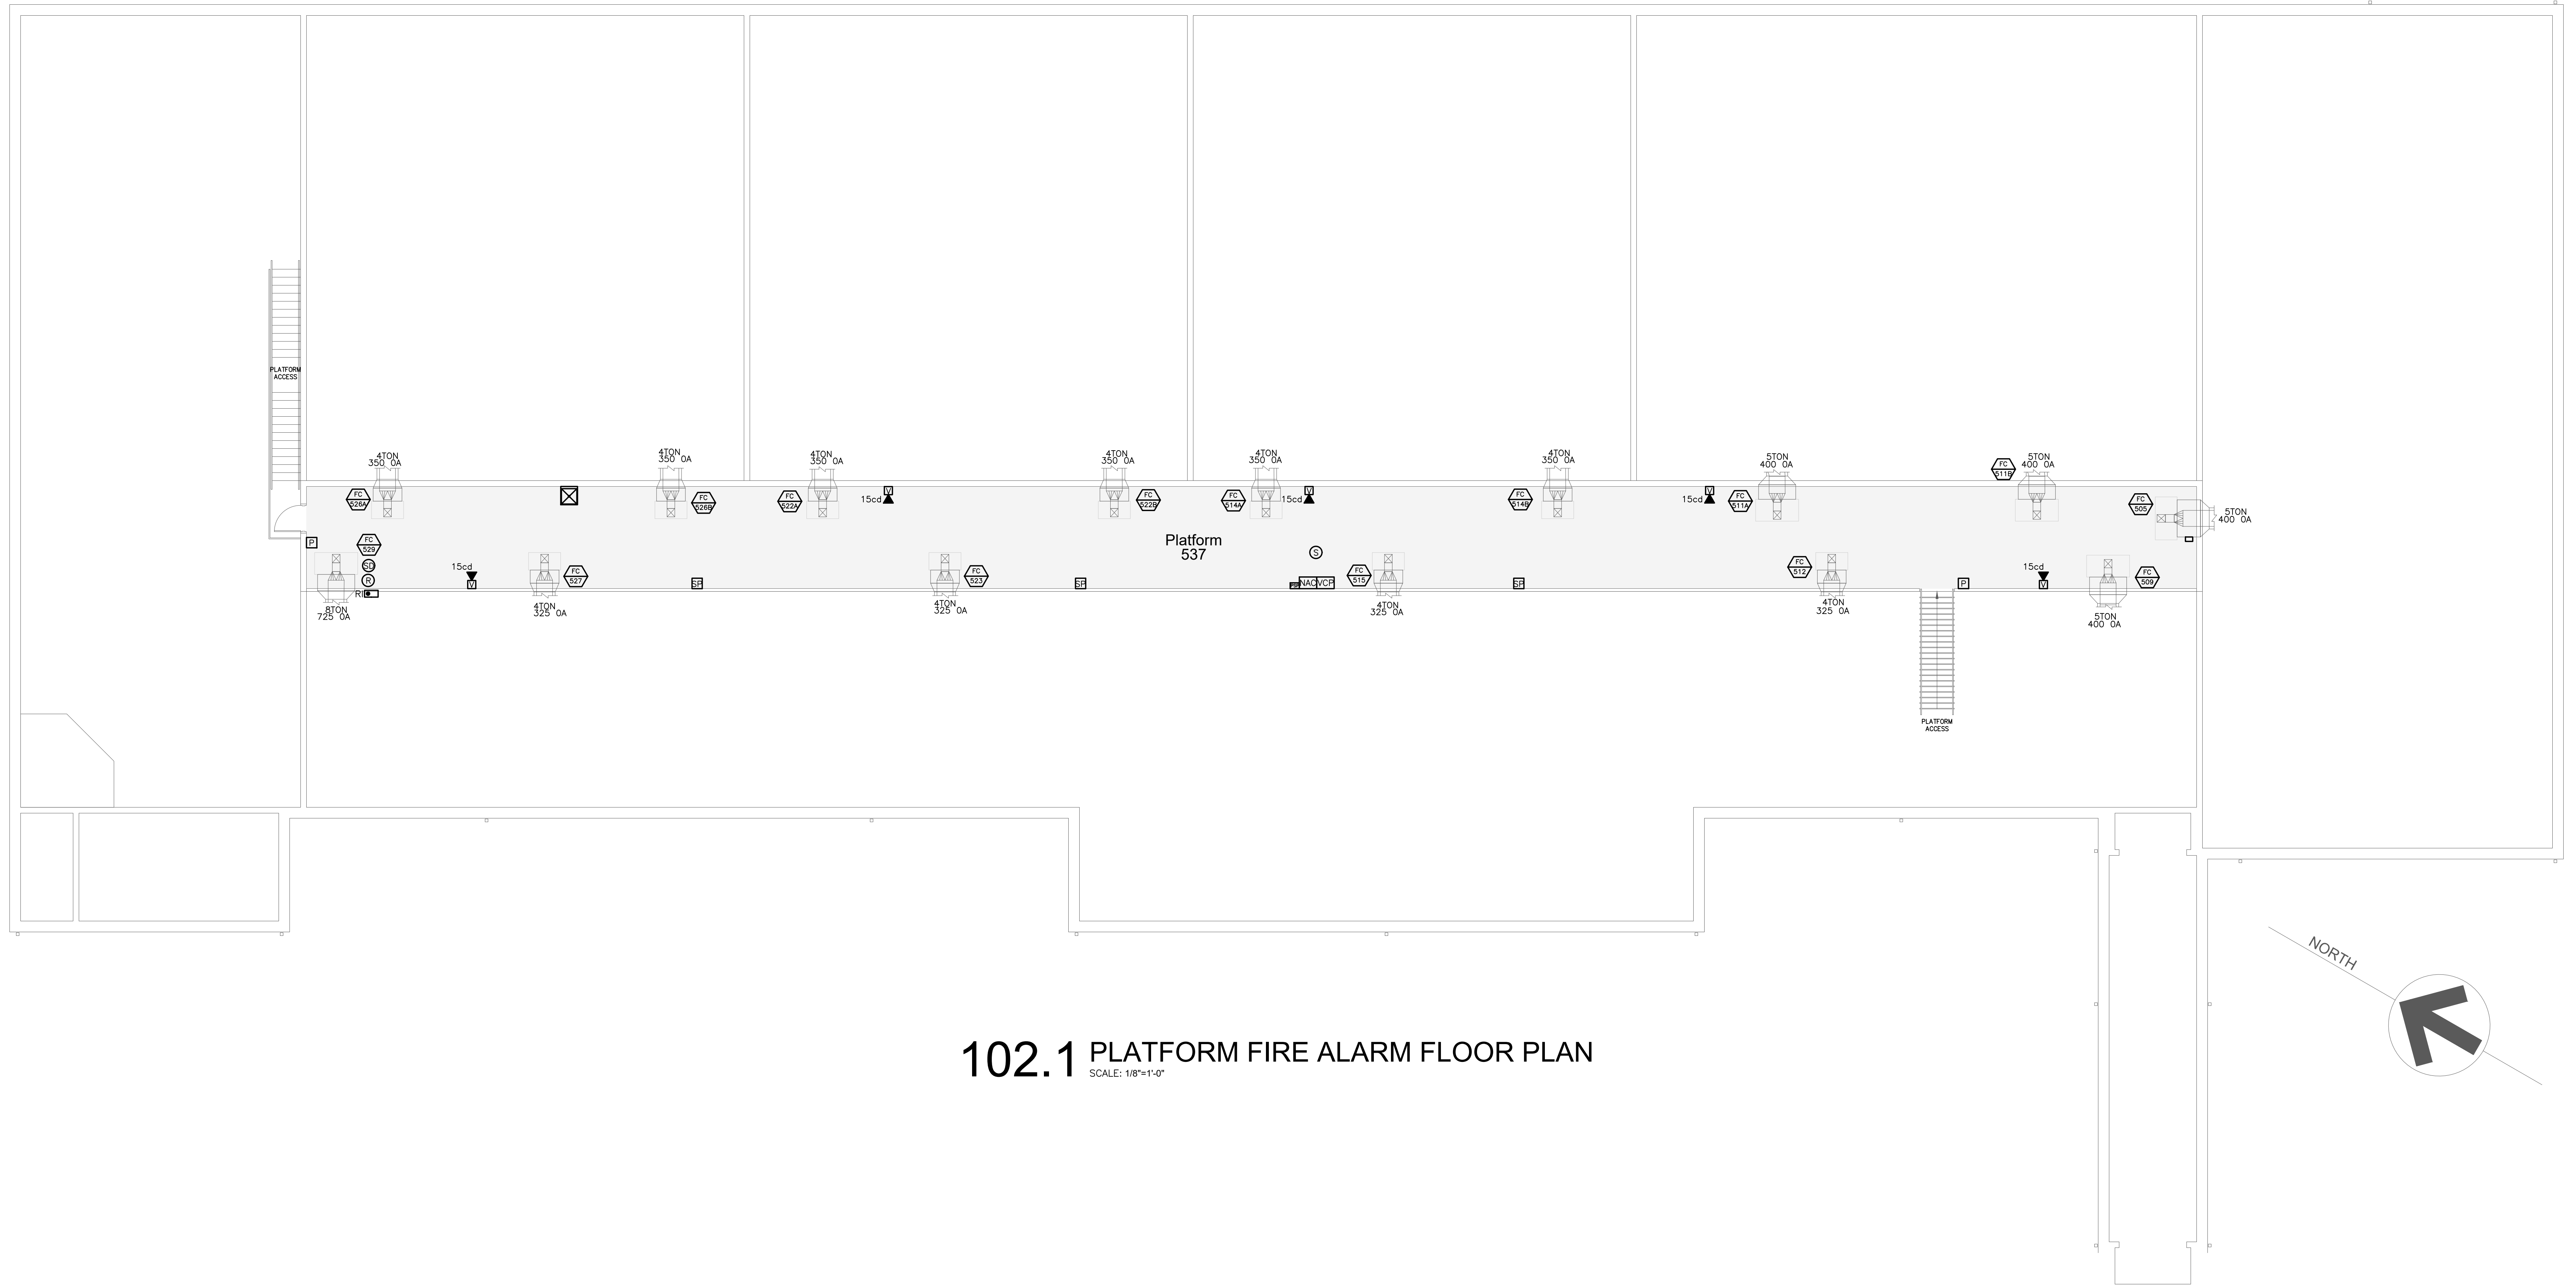 PLATFORM
ACCESS
4TON
350 OA
4TON
350 OA
4TON
350 OA
4TON
350 OA
4TON
350 OA
4TON
350 OA
5TON
400 OA
5TON
400 OA
FC
526A
FC
526B
FC
522A
V
15cd
FC
522B
FC
514A
V
15cd
FC
514B
V
15cd
FC
511A
FC
511B
FC
505
5TON
400 OA
P
FC
529
SD
R
RI
8TON
725 OA
15cd
V
FC
527
4TON
325 OA
SP
FC
523
4TON
325 OA
SP
Platform
537
S
NAC
VCP
FC
515
4TON
325 OA
SP
FC
512
4TON
325 OA
P
15cd
V
FC
509
5TON
400 OA
PLATFORM
ACCESS
NORTH
102.1 PLATFORM FIRE ALARM FLOOR PLAN
SCALE: 1/8"=1'-0"